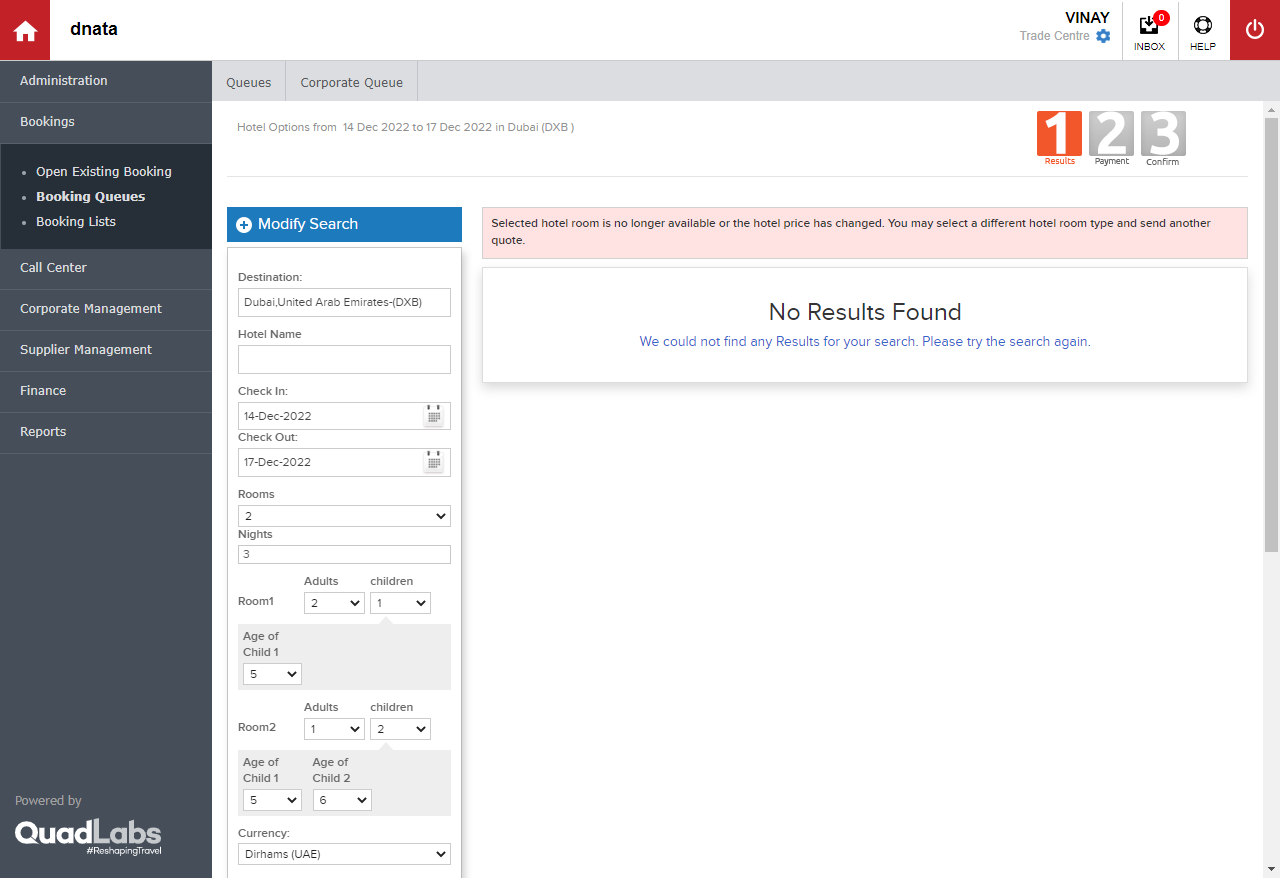 dnata
VINAY
Trade Centre
0
INBOX
HELP
Administration
Bookings
Open Existing Booking
Booking Queues
Booking Lists
Call Center
Corporate Management
Supplier Management
Finance
Reports
Powered by
QuadLabs
#ReshapingTravel
Queues
Corporate Queue
Hotel Options from 14 Dec 2022 to 17 Dec 2022 in Dubai (DXB )
1 2 3
Results Payment Confirm
Modify Search
Destination:
Dubai,United Arab Emirates-(DXB)
Hotel Name
Check In:
14-Dec-2022
Check Out:
17-Dec-2022
Rooms
2
Nights
3
Adults children
Room1 2 1
Age of
Child 1
5
Adults children
Room2 1 2
Age of Age of
Child 1 Child 2
5 6
Currency:
Dirhams (UAE)
Selected hotel room is no longer available or the hotel price has changed. You may select a different hotel room type and send another
quote.
No Results Found
We could not find any Results for your search. Please try the search again.